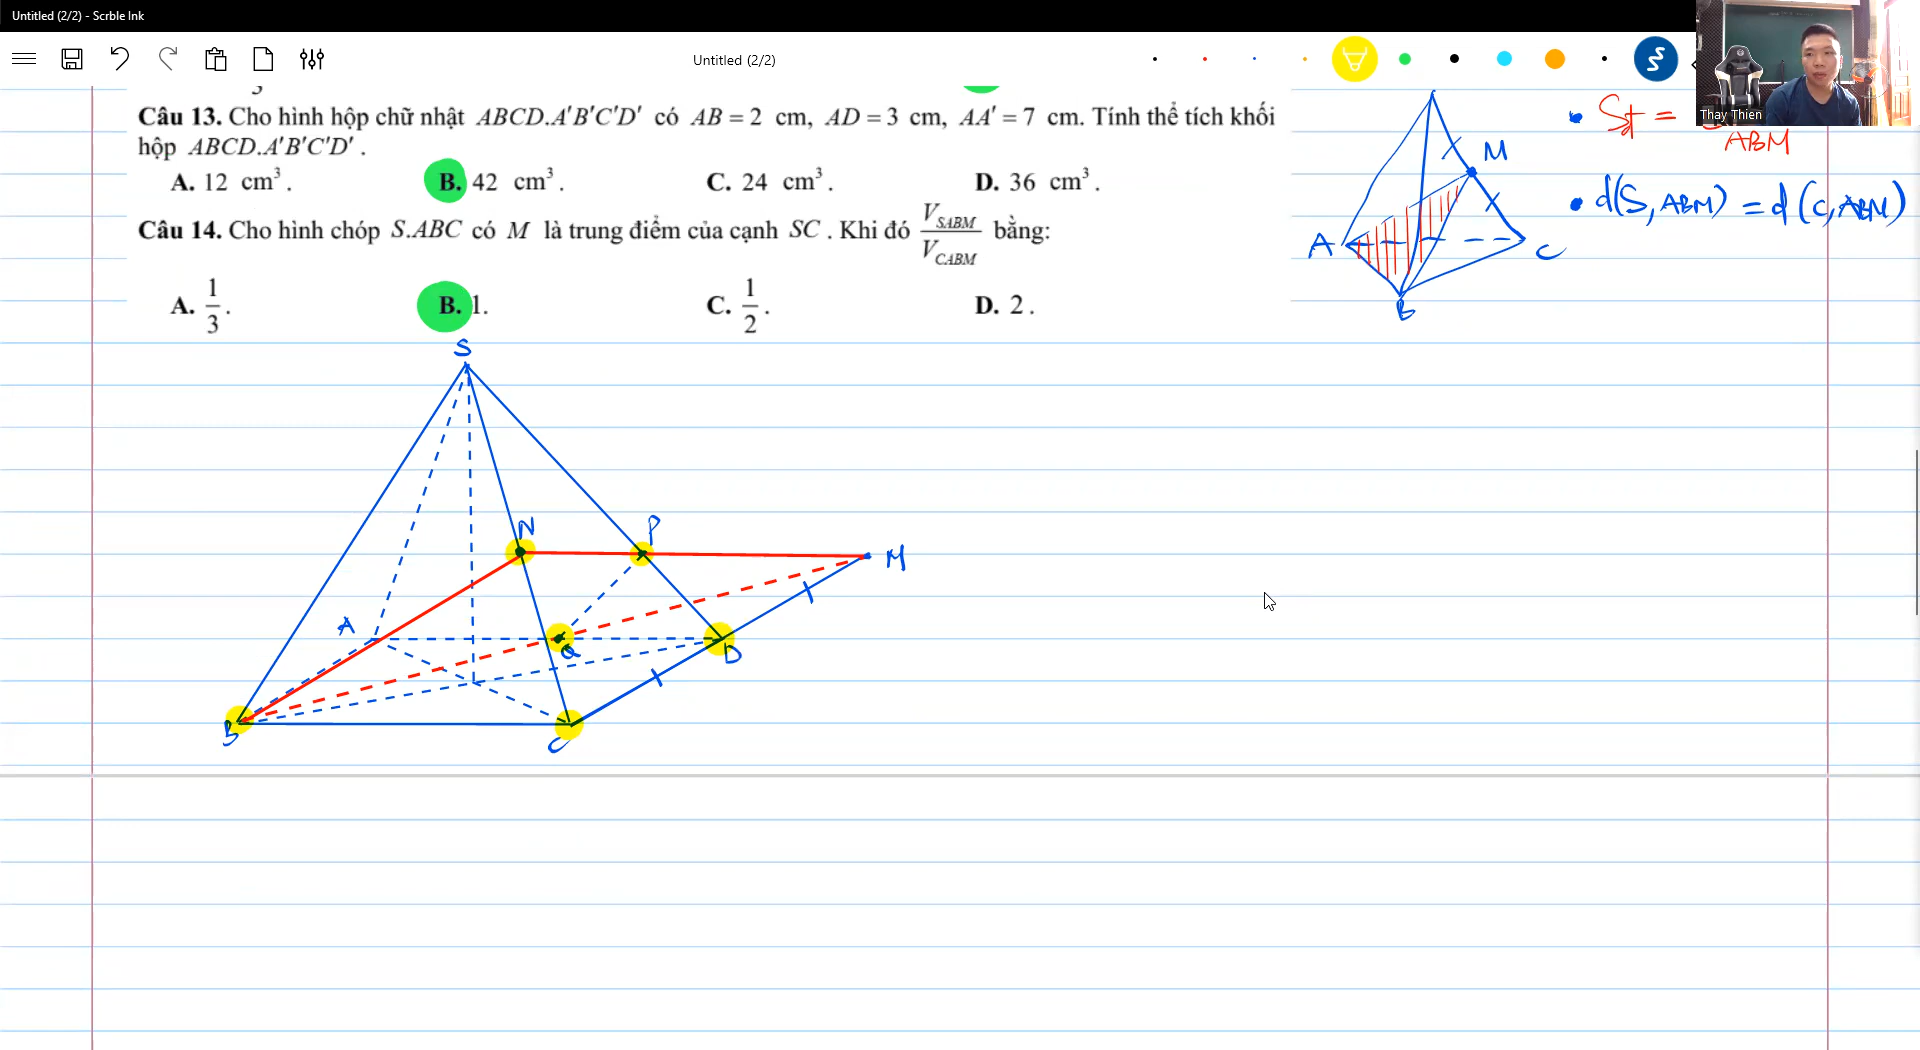 Untitled (2/2) - Scrble Ink
Untitled (2/2)
Thay Thien
Câu 13. Cho hình hộp chữ nhật ABCD.A'B'C'D' có AB = 2 cm, AD = 3 cm, AA' = 7 cm. Tính thể tích khối
hộp ABCD.A'B'C'D' .
A. 12 cm³ . B. 42 cm³ . C. 24 cm³ . D. 36 cm³ .
Câu 14. Cho hình chóp S.ABC có M là trung điểm của cạnh SC . Khi đó V_SABM / V_CABM bằng:
A. 1/3 . B. 1. C. 1/2 . D. 2 .
M
A
C
B
• Sđ =
ABM
• d(S, ABM) = d(C, ABM)
S
N
P
M
A
Q
D
B
C